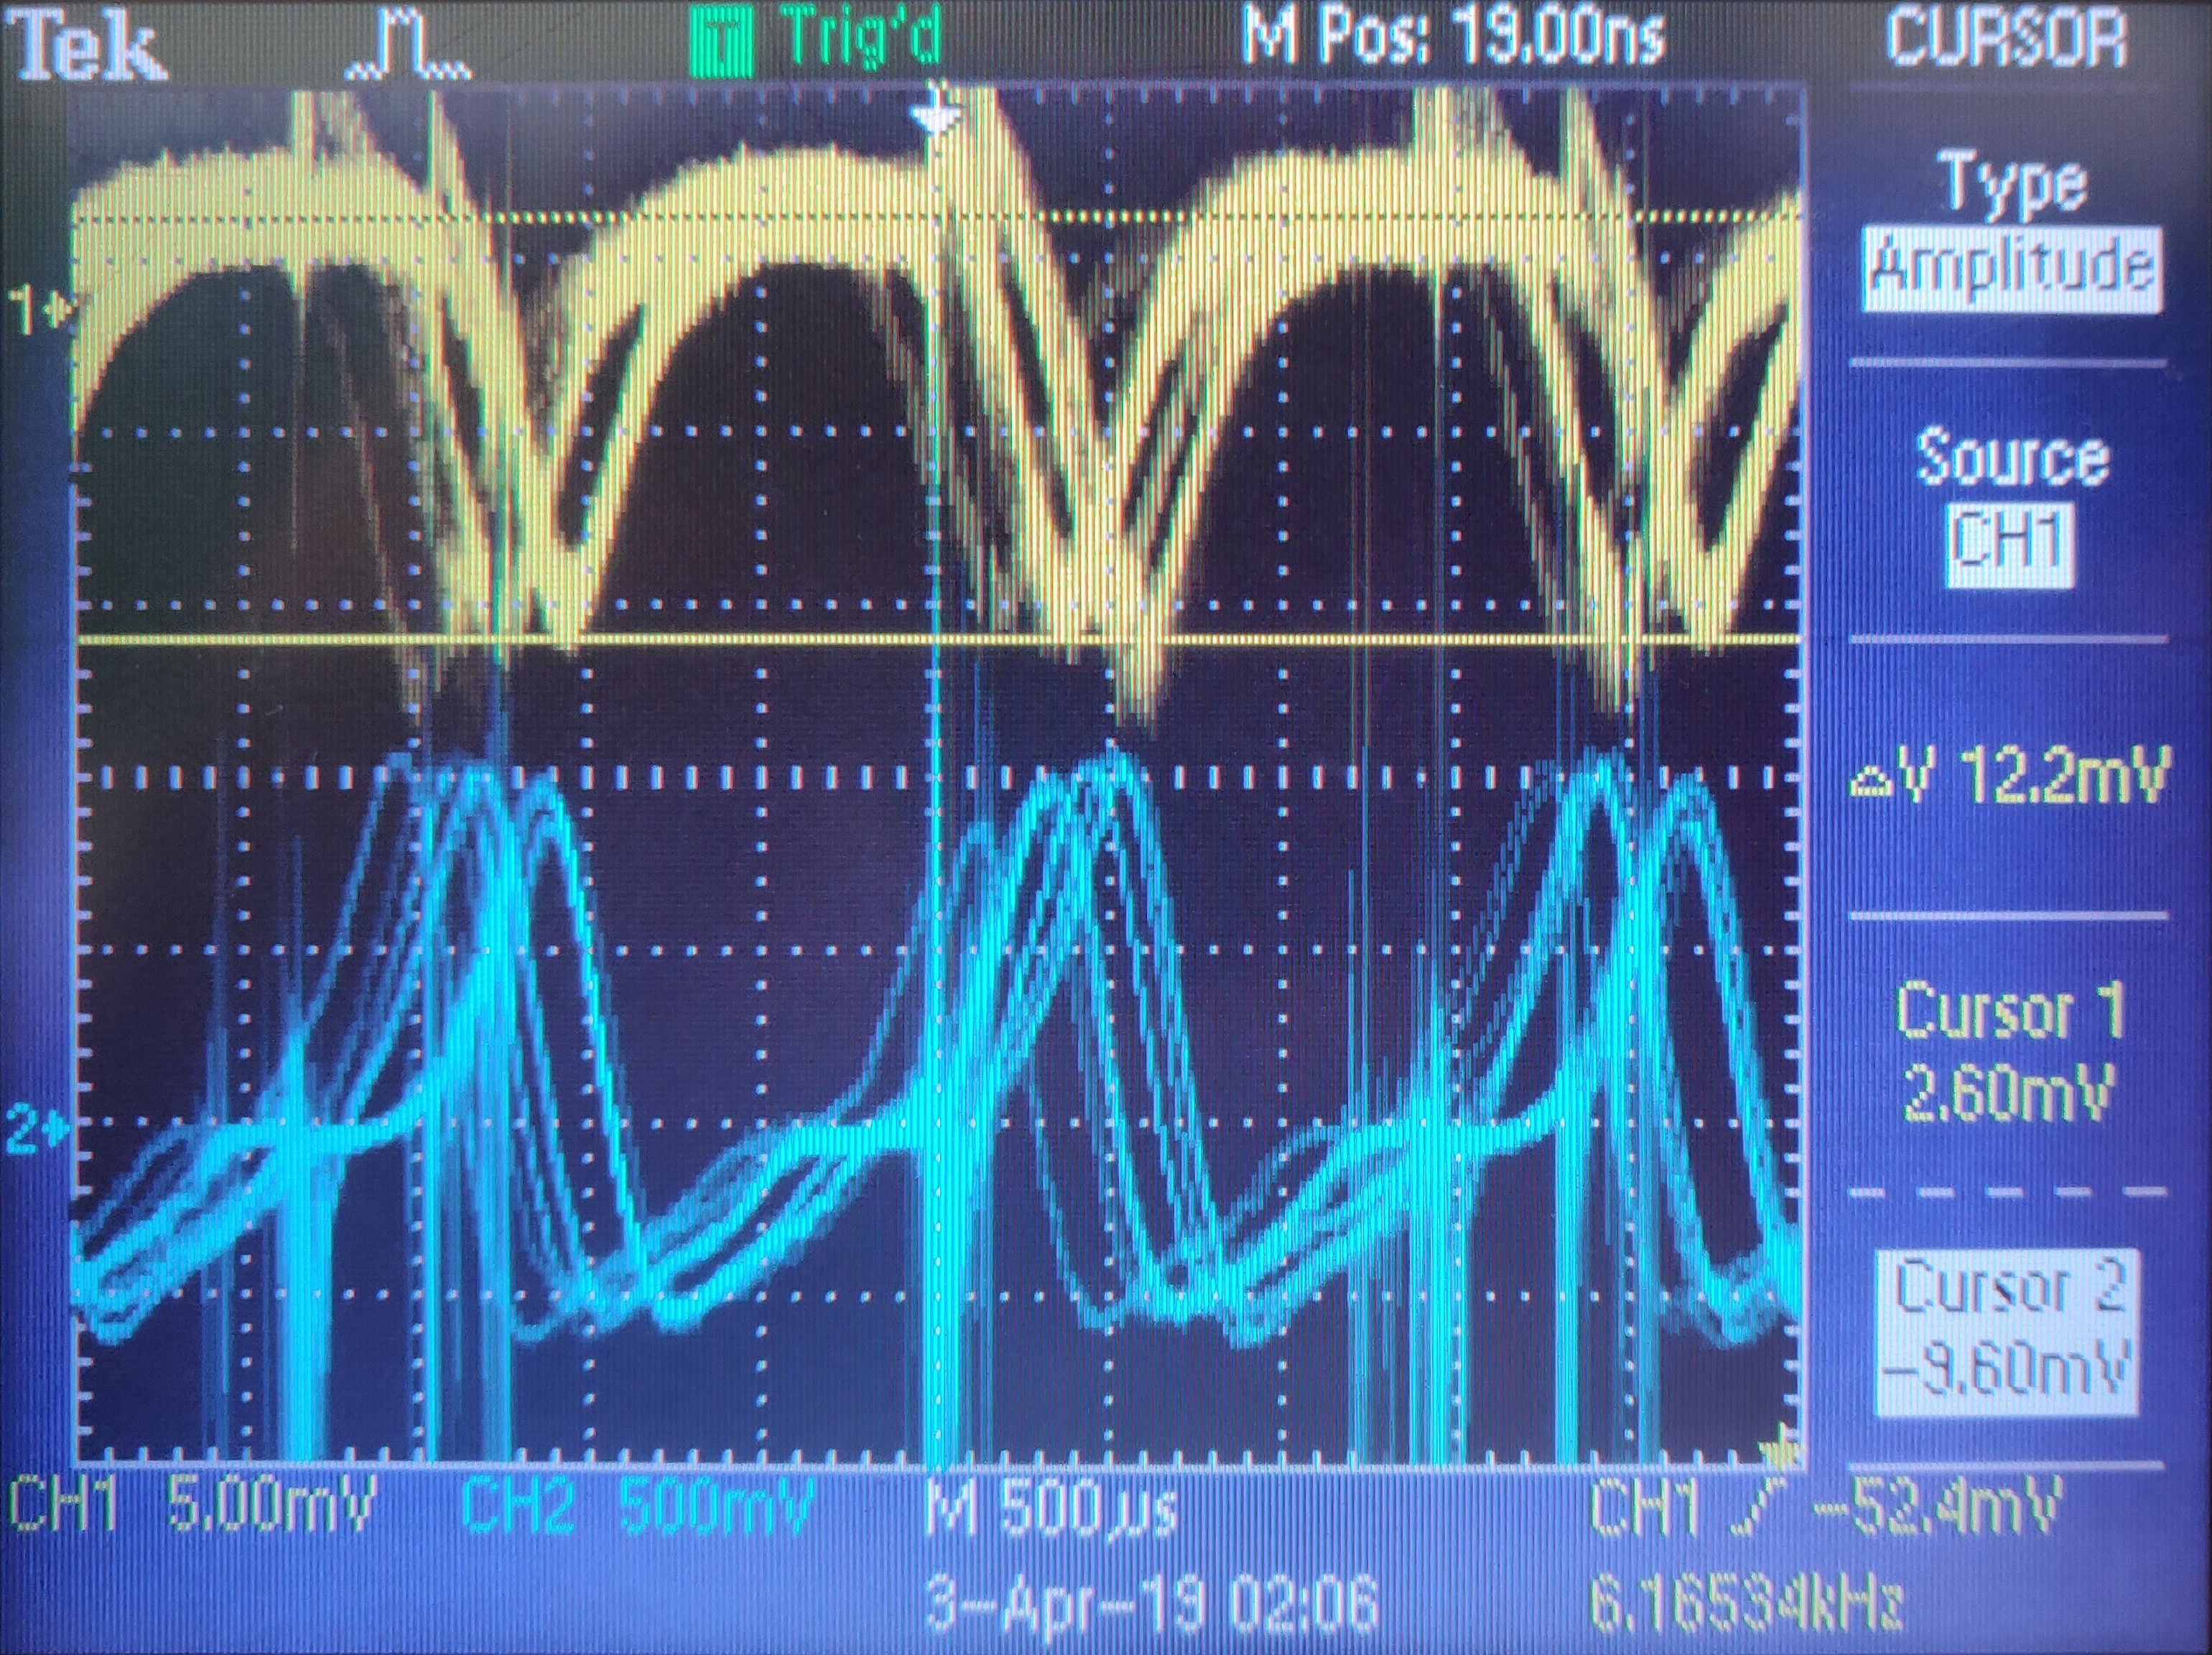 Tek T Trig'd M Pos: 19.00ns CURSOR
Type
Amplitude
Source
CH1
ΔV 12.2mV
Cursor 1
2.60mV
Cursor 2
-9.60mV
1
2
CH1 5.00mV CH2 500mV M 500µs CH1 -52.4mV
3-Apr-19 02:06 6.16534kHz